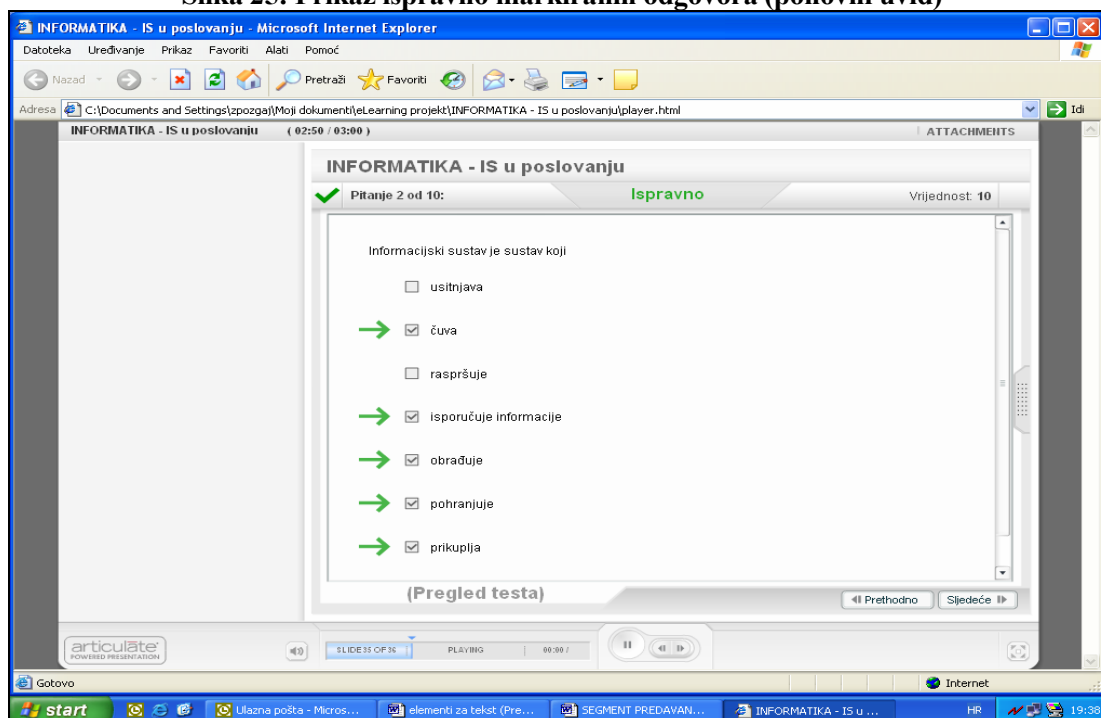 Slika 25. Prikaz ispravno markiranih odgovora (ponovni uvid)
INFORMATIKA - IS u poslovanju - Microsoft Internet Explorer
Datoteka Uređivanje Prikaz Favoriti Alati Pomoć
Nazad Pretraži Favoriti
Adresa C:\Documents and Settings\zpozgaj\Moji dokumenti\eLearning projekt\INFORMATIKA - IS u poslovanju\player.html Idi
INFORMATIKA - IS u poslovanju ( 02:50 / 03:00 ) ATTACHMENTS
INFORMATIKA - IS u poslovanju
Pitanje 2 od 10: Ispravno Vrijednost: 10
Informacijski sustav je sustav koji
usitnjava
čuva
raspršuje
isporučuje informacije
obrađuje
pohranjuje
prikuplja
(Pregled testa)
Prethodno Sljedeće
articulate
POWERED PRESENTATION
SLIDE 35 OF 36 PLAYING 00:00 /
Gotovo Internet
start Ulazna pošta - Micros... elementi za tekst (Pre... SEGMENT PREDAVAN... INFORMATIKA - IS u ... HR 19:38